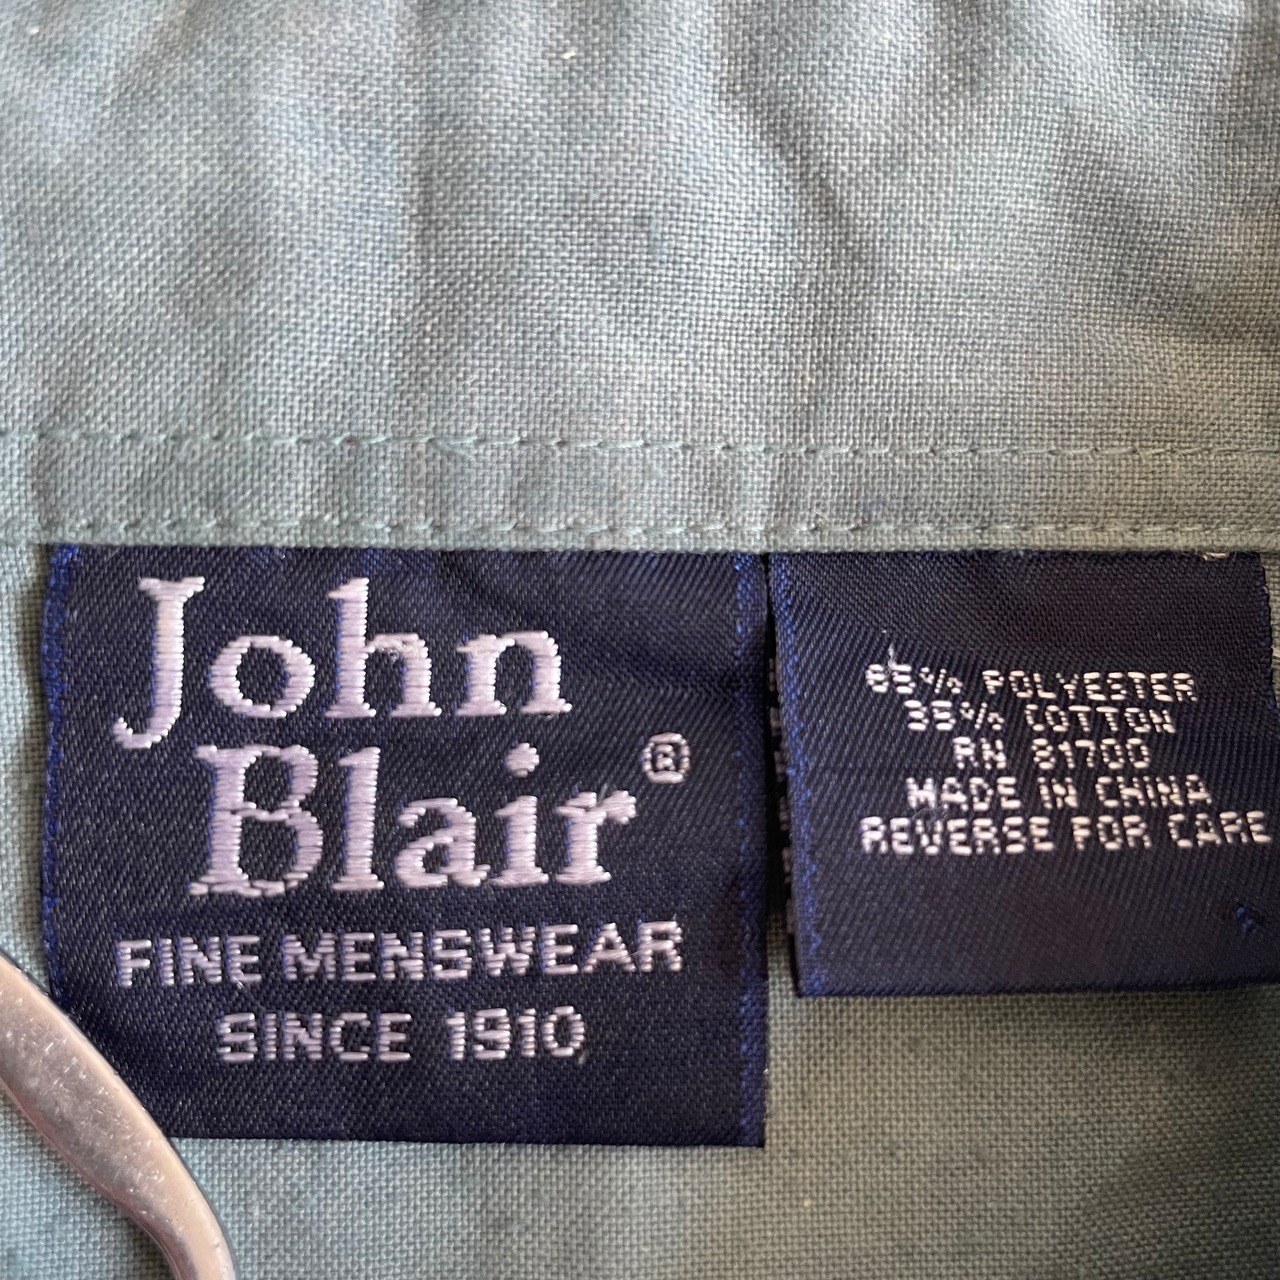 John
Blair®
FINE MENSWEAR
SINCE 1910
65% POLYESTER
35% COTTON
RN 81700
MADE IN CHINA
REVERSE FOR CARE